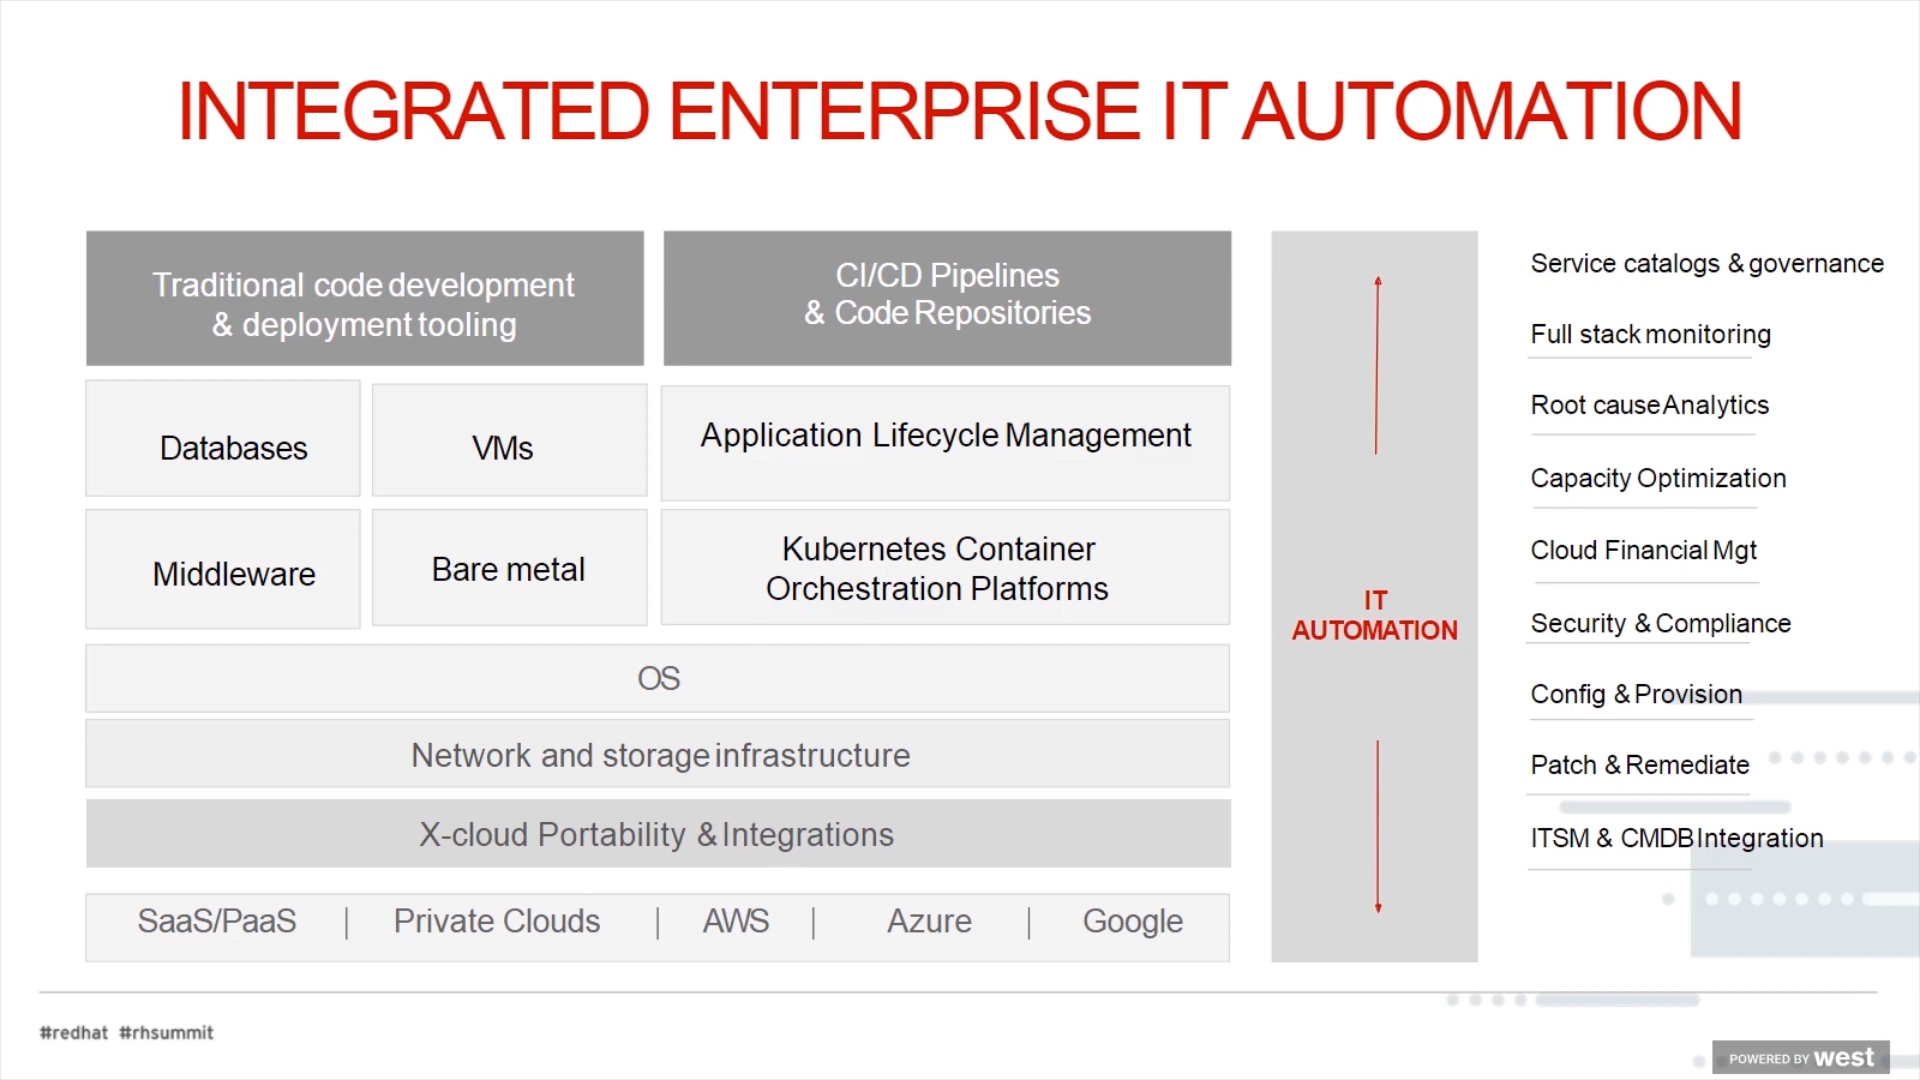 INTEGRATED ENTERPRISE IT AUTOMATION
Traditional code development
& deployment tooling
CI/CD Pipelines
& Code Repositories
Databases
VMs
Application Lifecycle Management
Middleware
Bare metal
Kubernetes Container
Orchestration Platforms
OS
Network and storage infrastructure
X-cloud Portability & Integrations
SaaS/PaaS | Private Clouds | AWS | Azure | Google
IT
AUTOMATION
Service catalogs & governance
Full stack monitoring
Root cause Analytics
Capacity Optimization
Cloud Financial Mgt
Security & Compliance
Config & Provision
Patch & Remediate
ITSM & CMDB Integration
#redhat #rhsummit
POWERED BY west